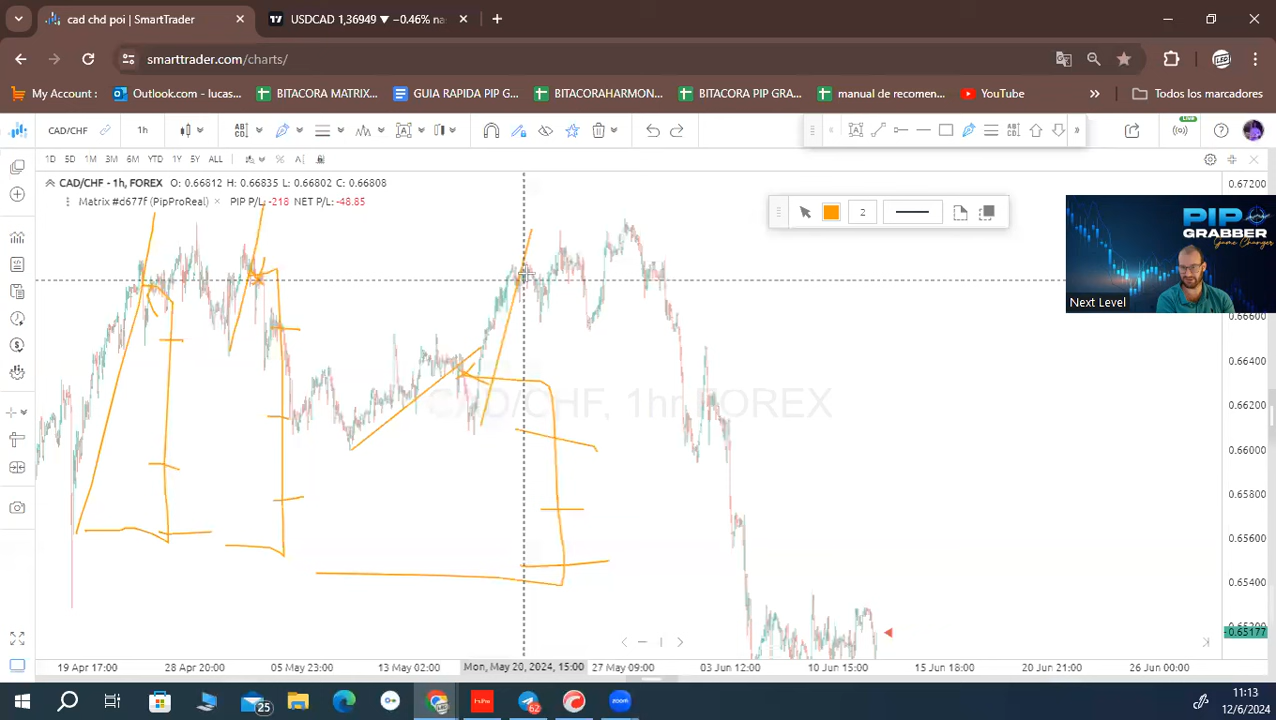 cad chd poi | SmartTrader
USDCAD 1,36949 ▼ −0.46% na
smarttrader.com/charts/
My Account :
Outlook.com - lucas...
BITACORA MATRIX...
GUIA RAPIDA PIP G...
BITACORAHARMON...
BITACORA PIP GRA...
manual de recomen...
YouTube
Todos los marcadores
CAD/CHF
1h
1D 5D 1M 3M 6M YTD 1Y 5Y ALL
CAD/CHF - 1h, FOREX O: 0.66812 H: 0.66835 L: 0.66802 C: 0.66808
Matrix #d677f (PipProReal) × PIP P/L: -218 NET P/L: -48.85
2
LIVE
PIP
GRABBER
Game Changer
Next Level
CAD/CHF, 1hr, FOREX
0.67200
0.66600
0.66400
0.66200
0.66000
0.65800
0.65600
0.65400
0.65177
19 Apr 17:00
28 Apr 20:00
05 May 23:00
13 May 02:00
Mon, May 20, 2024, 15:00
27 May 09:00
03 Jun 12:00
10 Jun 15:00
15 Jun 18:00
20 Jun 21:00
26 Jun 00:00
25
62
zoom
11:13
12/6/2024